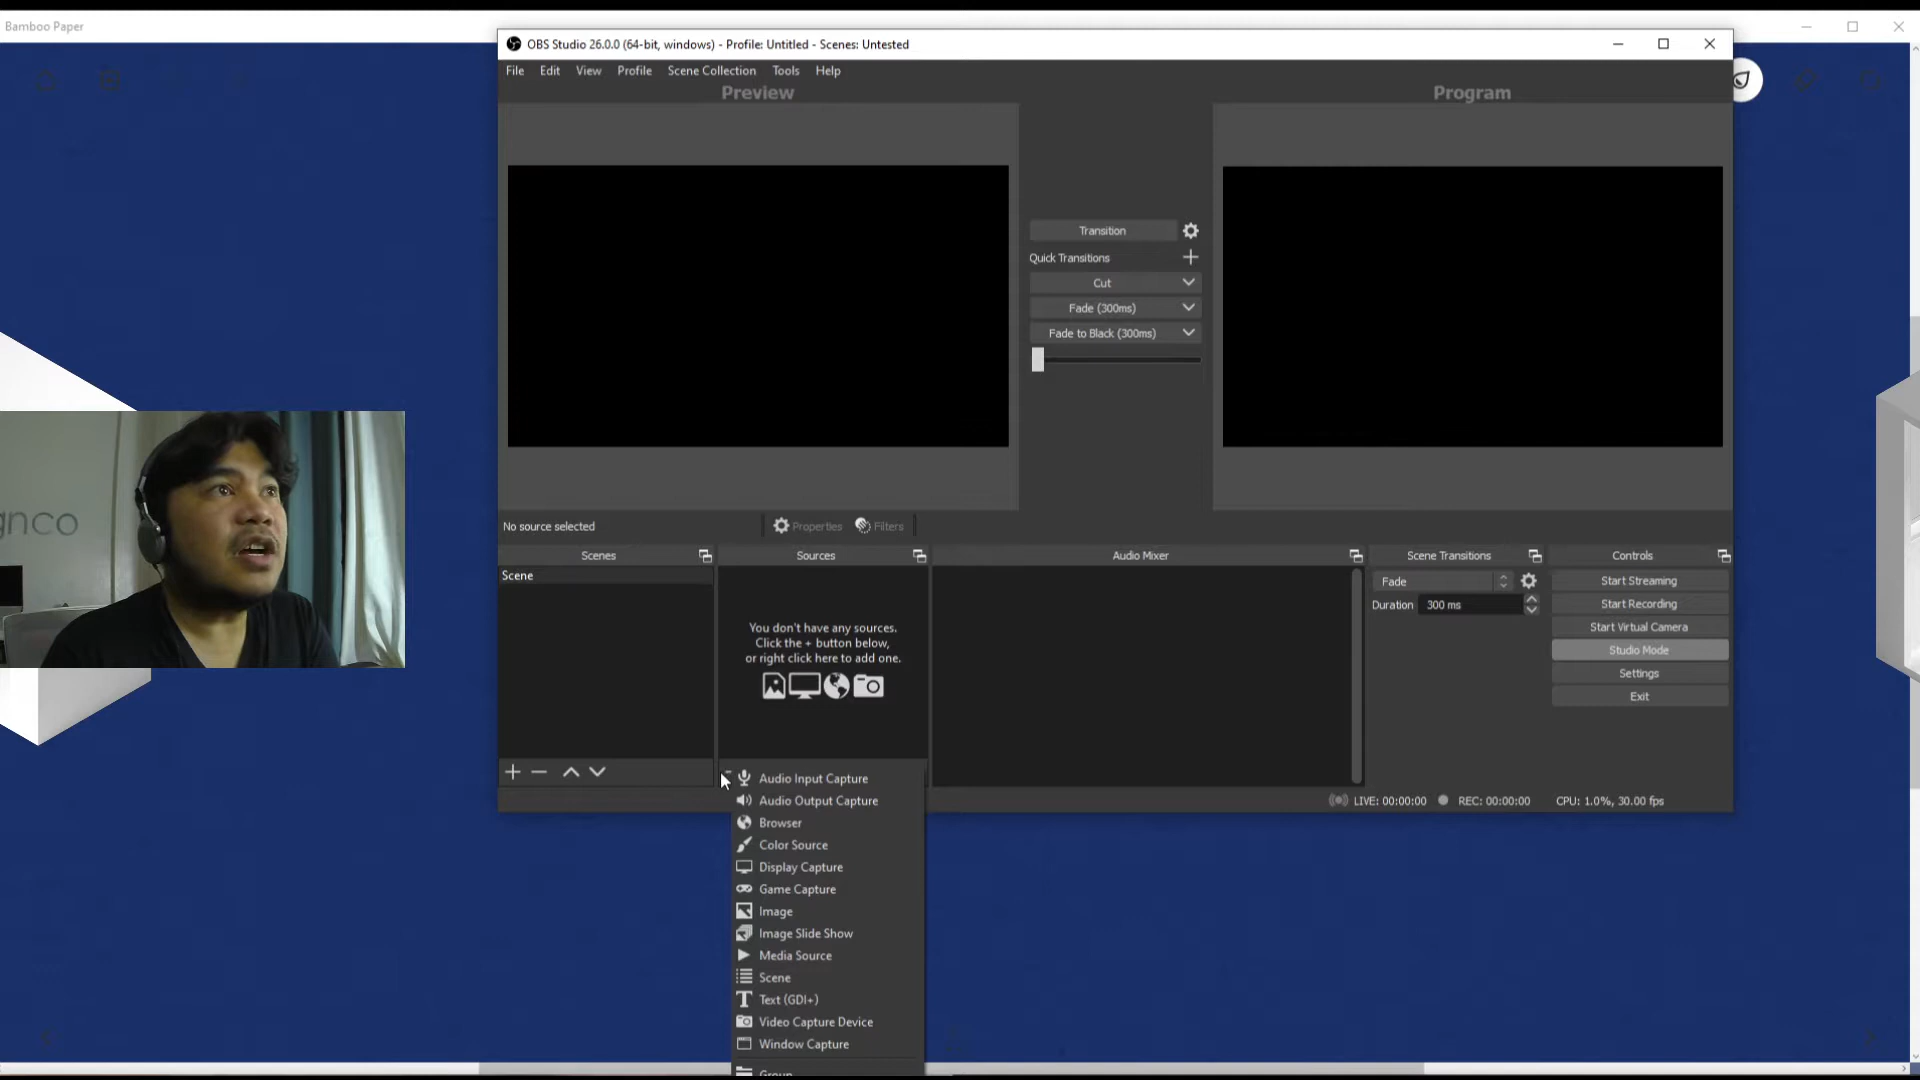 Bamboo Paper
OBS Studio 26.0.0 (64-bit, windows) - Profile: Untitled - Scenes: Untested
File Edit View Profile Scene Collection Tools Help
Preview
Program
Transition
Quick Transitions
Cut
Fade (300ms)
Fade to Black (300ms)
gnco
No source selected
Properties Filters
Scenes
Sources
Audio Mixer
Scene Transitions
Controls
Scene
You don't have any sources.
Click the + button below,
or right click here to add one.
Fade
Duration 300 ms
Start Streaming
Start Recording
Start Virtual Camera
Studio Mode
Settings
Exit
LIVE: 00:00:00 REC: 00:00:00 CPU: 1.0%, 30.00 fps
Audio Input Capture
Audio Output Capture
Browser
Color Source
Display Capture
Game Capture
Image
Image Slide Show
Media Source
Scene
Text (GDI+)
Video Capture Device
Window Capture
Group